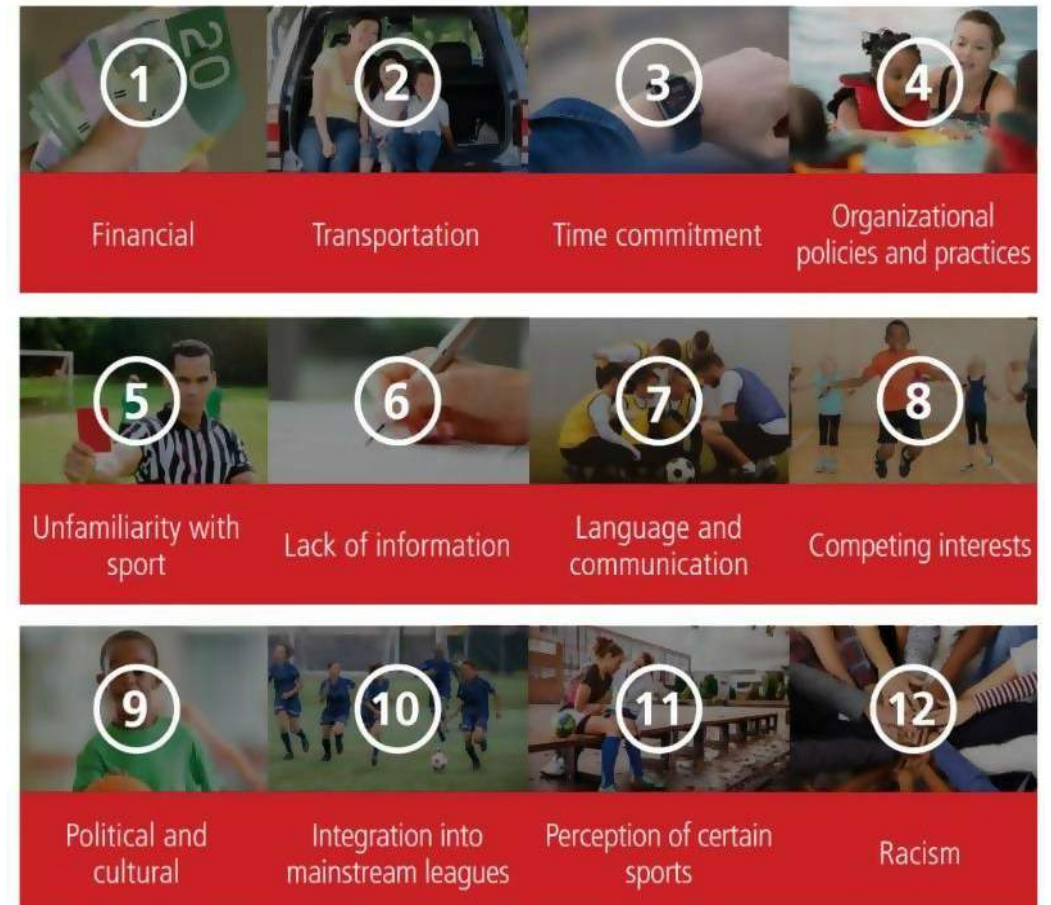 20
1
2
3
4
Financial
Transportation
Time commitment
Organizational
policies and practices
5
6
7
8
Unfamiliarity with
sport
Lack of information
Language and
communication
Competing interests
9
10
11
12
Political and
cultural
Integration into
mainstream leagues
Perception of certain
sports
Racism